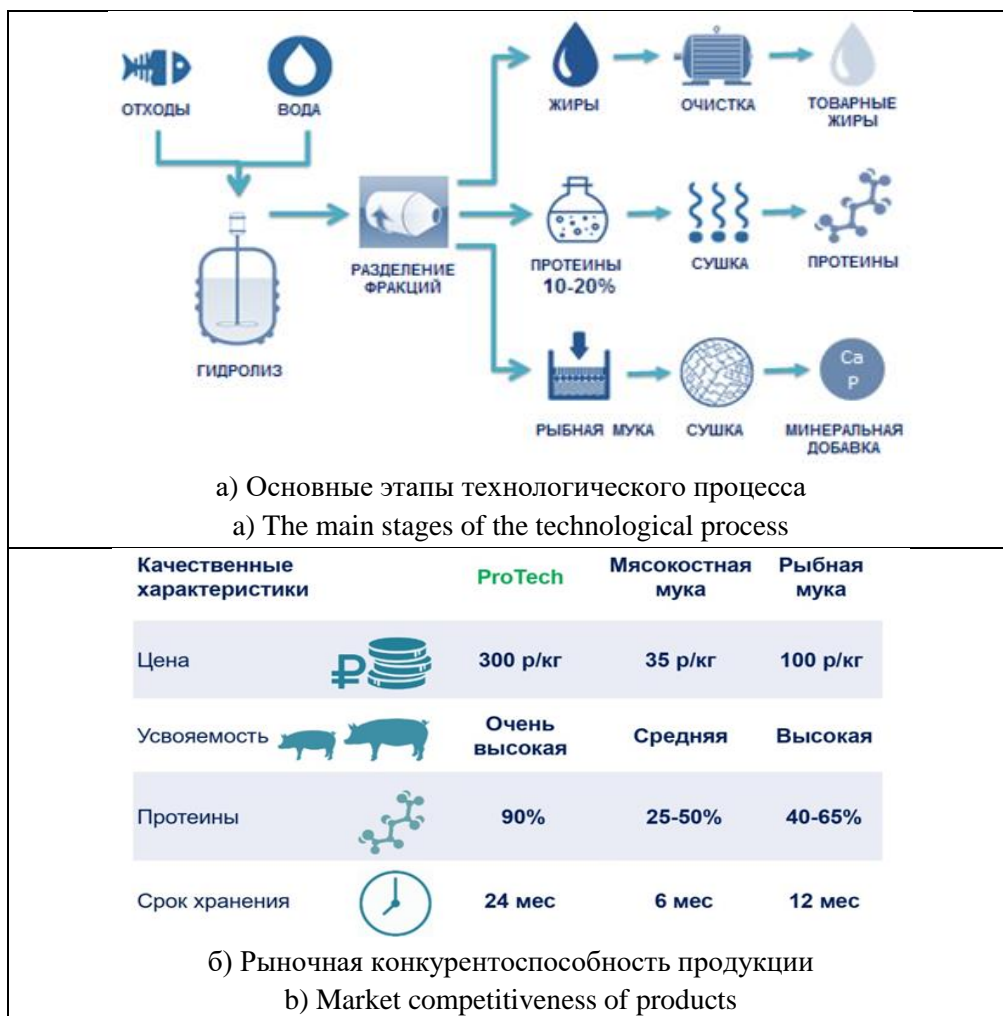 ОТХОДЫ
ВОДА
ЖИРЫ
ОЧИСТКА
ТОВАРНЫЕ
ЖИРЫ
ГИДРОЛИЗ
РАЗДЕЛЕНИЕ
ФРАКЦИЙ
ПРОТЕИНЫ
10-20%
СУШКА
ПРОТЕИНЫ
РЫБНАЯ МУКА
СУШКА
Ca
P
МИНЕРАЛЬНАЯ
ДОБАВКА
а) Основные этапы технологического процесса
a) The main stages of the technological process
Качественные
характеристики
ProTech
Мясокостная
мука
Рыбная
мука
Цена
₽
300 р/кг
35 р/кг
100 р/кг
Усвояемость
Очень
высокая
Средняя
Высокая
Протеины
90%
25-50%
40-65%
Срок хранения
24 мес
6 мес
12 мес
б) Рыночная конкурентоспособность продукции
b) Market competitiveness of products